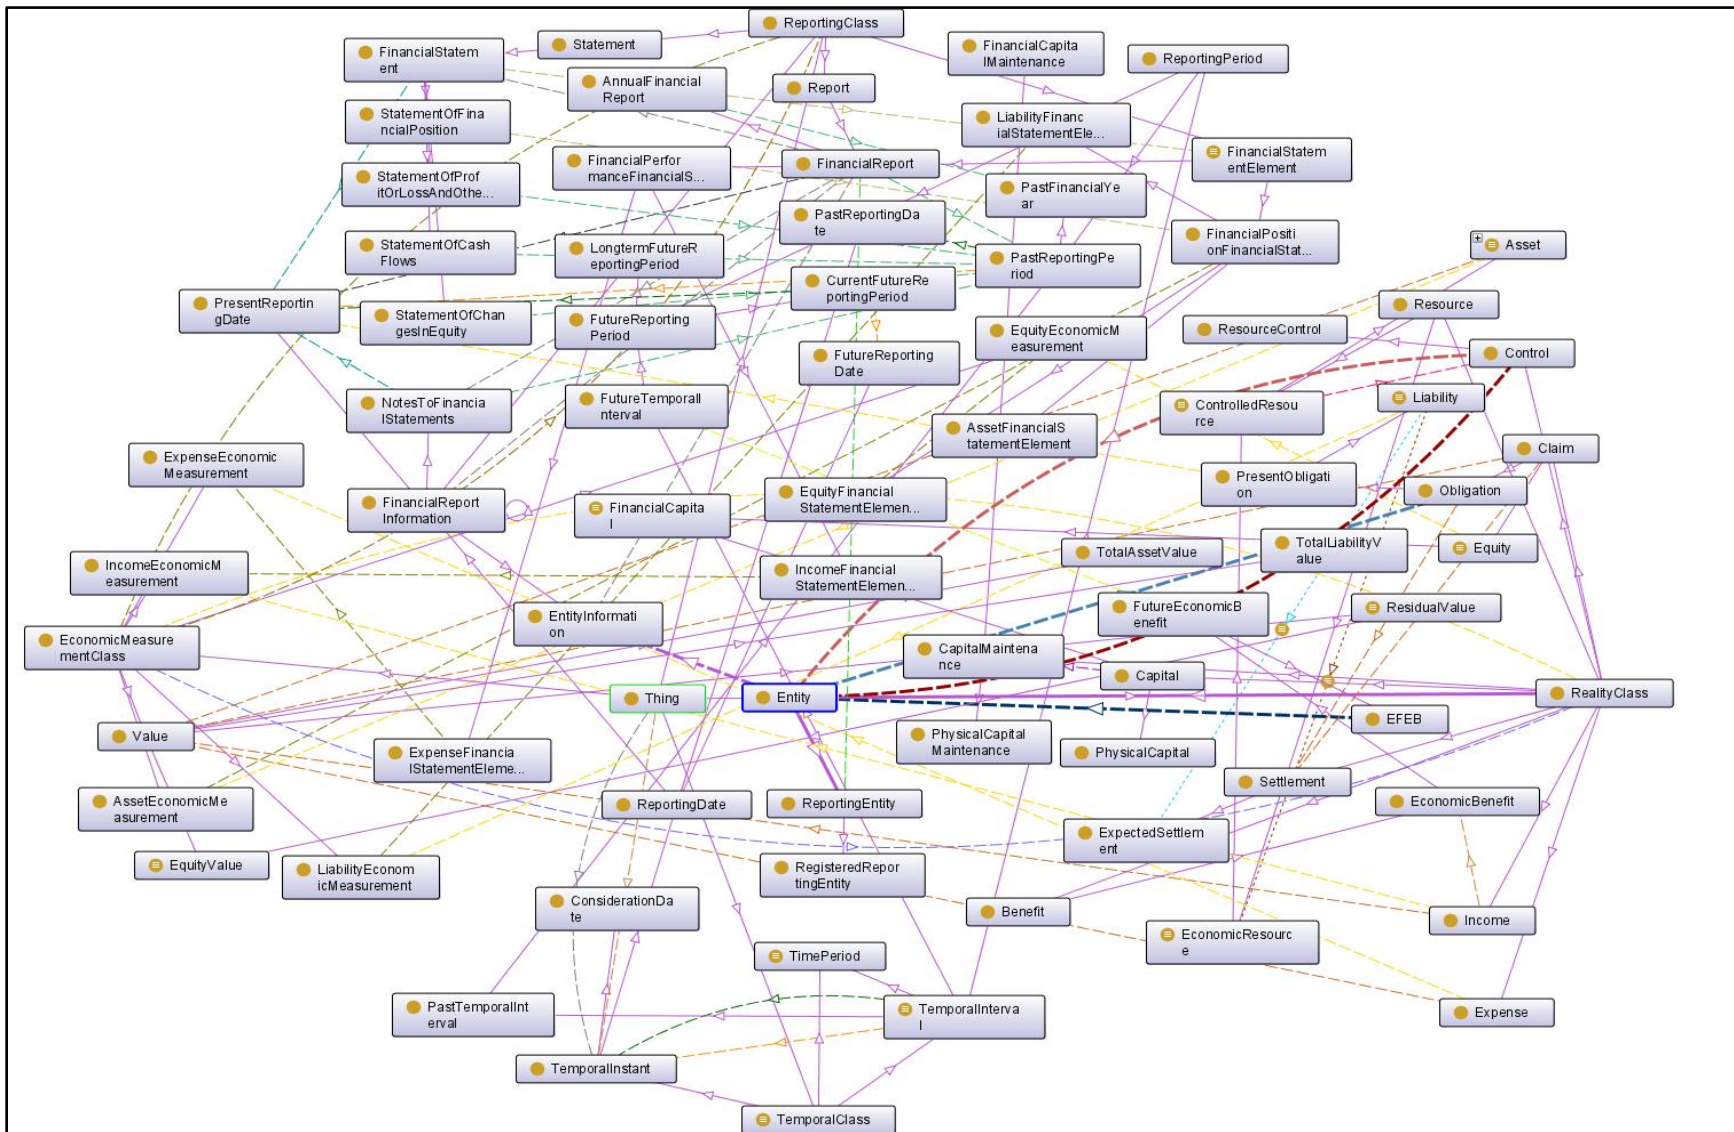 ReportingClass
Statement
FinancialStatem
ent
FinancialCapita
lMaintenance
ReportingPeriod
AnnualFinancial
Report
Report
StatementOfFina
ncialPosition
LiabilityFinanc
ialStatementEle...
FinancialStatem
entElement
FinancialPerfor
manceFinancialS...
FinancialReport
StatementOfProf
itOrLossAndOthe...
PastFinancialYe
ar
PastReportingDa
te
FinancialPositi
onFinancialStat...
Asset
StatementOfCash
Flows
LongtermFutureR
eportingPeriod
PastReportingPe
riod
CurrentFutureRe
portingPeriod
PresentReportin
gDate
Resource
StatementOfChan
gesInEquity
FutureReporting
Period
EquityEconomicM
easurement
ResourceControl
Control
FutureReporting
Date
NotesToFinancia
lStatements
FutureTemporalI
nterval
ControlledResou
rce
Liability
AssetFinancialS
tatementElement
Claim
ExpenseEconomic
Measurement
PresentObligati
on
Obligation
FinancialReport
Information
FinancialCapita
l
EquityFinancial
StatementElemen...
TotalAssetValue
TotalLiabilityV
alue
Equity
IncomeEconomicM
easurement
IncomeFinancial
StatementElemen...
FutureEconomicB
enefit
ResidualValue
EntityInformati
on
EconomicMeasure
mentClass
CapitalMaintena
nce
Capital
Thing
Entity
RealityClass
EFEB
Value
PhysicalCapital
Maintenance
PhysicalCapital
ExpenseFinancia
lStatementEleme...
Settlement
AssetEconomicMe
asurement
ReportingDate
ReportingEntity
EconomicBenefit
ExpectedSettlem
ent
EquityValue
LiabilityEconom
icMeasurement
RegisteredRepor
tingEntity
ConsiderationDa
te
Benefit
Income
EconomicResourc
e
TimePeriod
PastTemporalInt
erval
TemporalInterva
l
Expense
TemporalInstant
TemporalClass